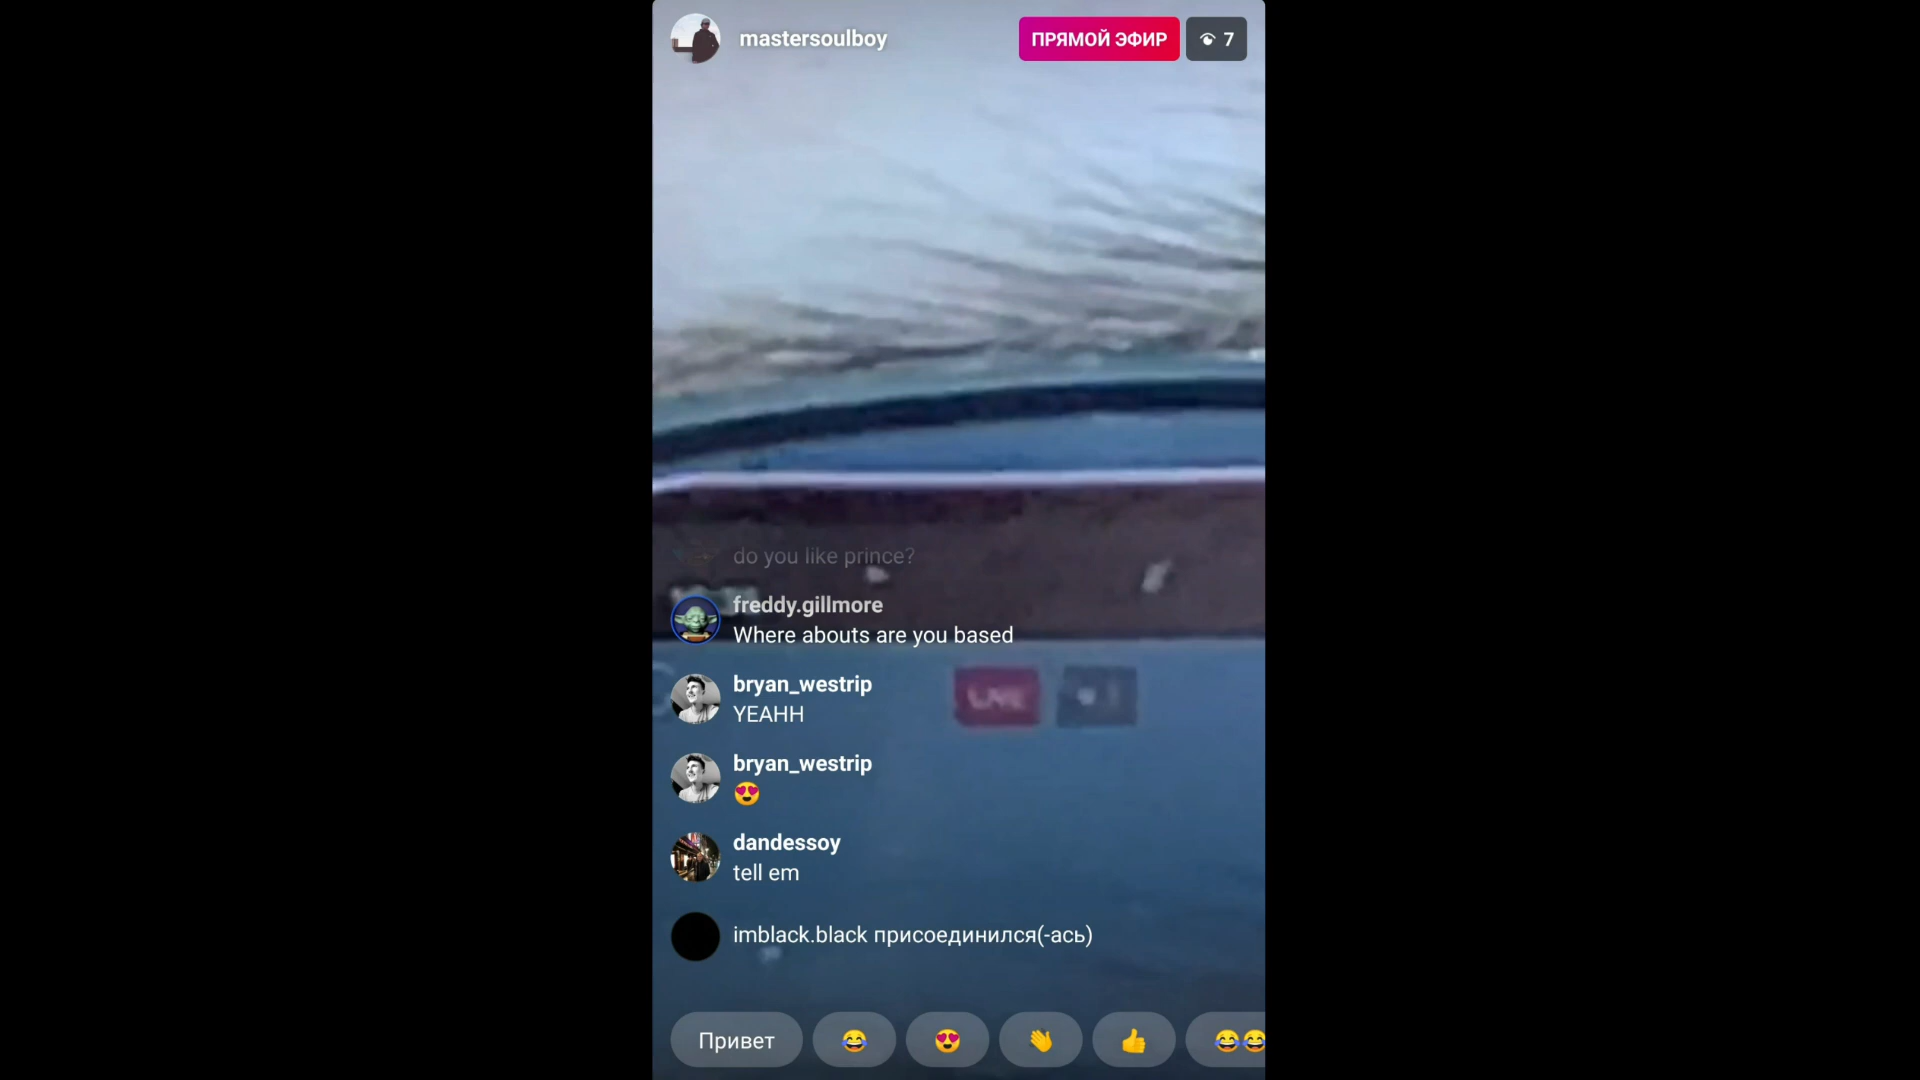 mastersoulboy
ПРЯМОЙ ЭФИР
7
do you like prince?
freddy.gillmore
Where abouts are you based
LIVE
bryan_westrip
YEAHH
bryan_westrip
😍
dandessoy
tell em
imblack.black присоединился(-ась)
Привет 😂 😍 👋 👍 😂😂